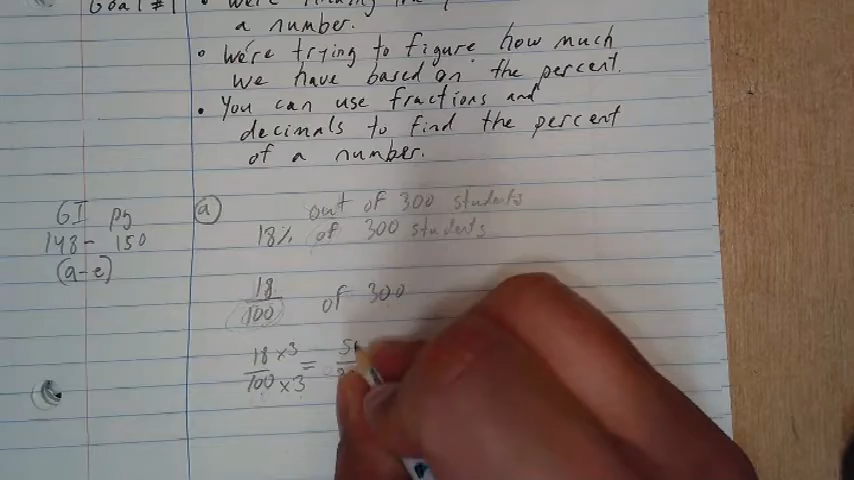 Goal #1
a number.
• We're trying to figure how much
we have based on the percent.
• You can use fractions and
decimals to find the percent
of a number.
GI pg
148- 150
(a-e)
(a) out of 300 students
18% of 300 students
18/100 of 300
18 x3 =
100 x3